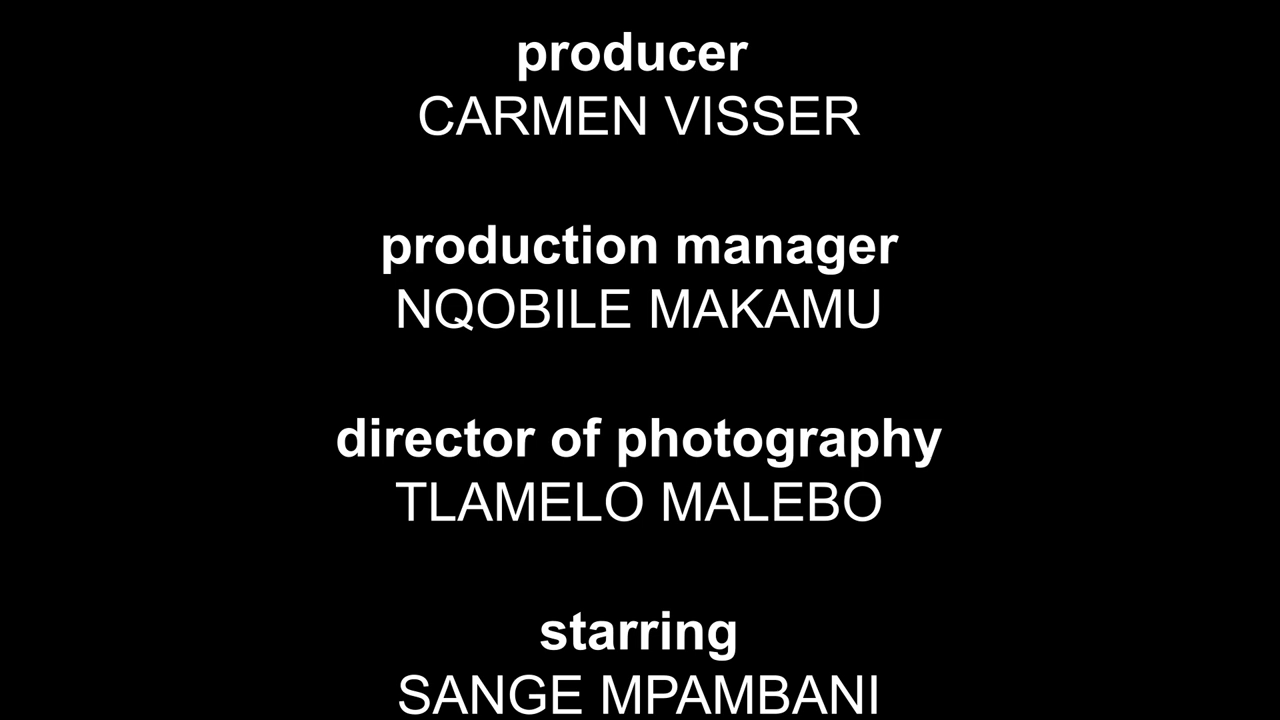 producer
CARMEN VISSER
production manager
NQOBILE MAKAMU
director of photography
TLAMELO MALEBO
starring
SANGE MPAMBANI